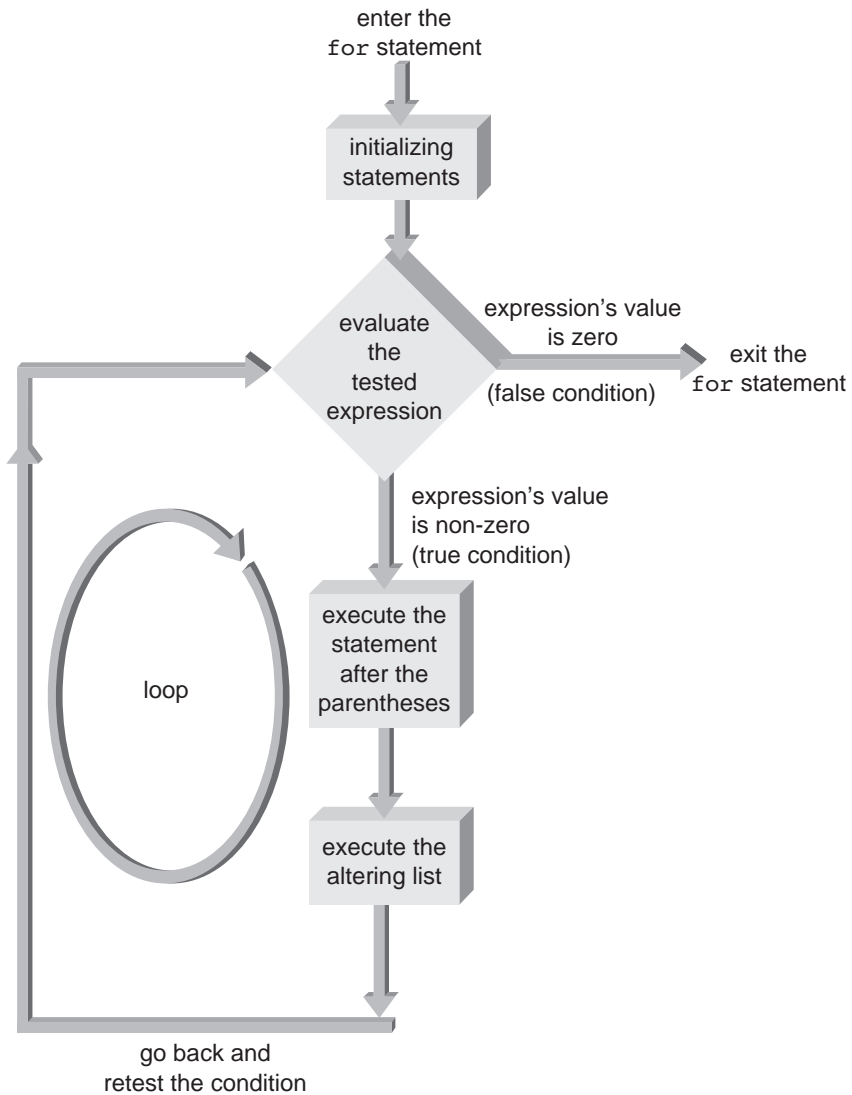 enter the
for statement
initializing
statements
evaluate
the
tested
expression
expression's value
is zero
(false condition)
exit the
for statement
expression's value
is non-zero
(true condition)
execute the
statement
after the
parentheses
loop
execute the
altering list
go back and
retest the condition